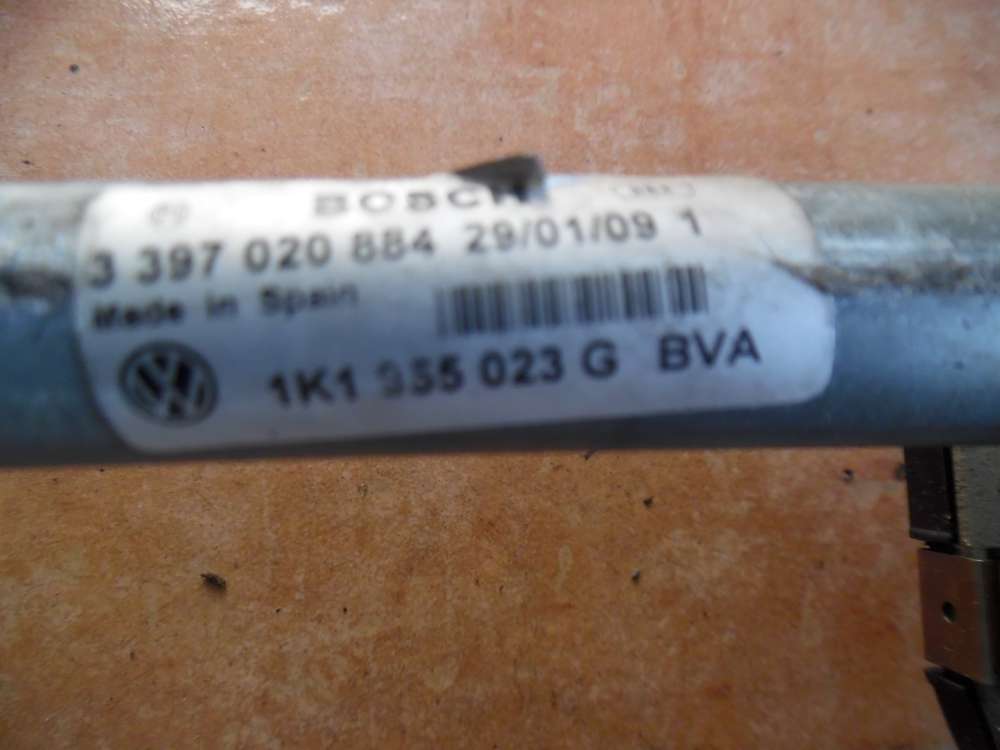 BOSCH
3 397 020 884 29/01/09 1
Made in Spain
1K1 955 023 G BVA